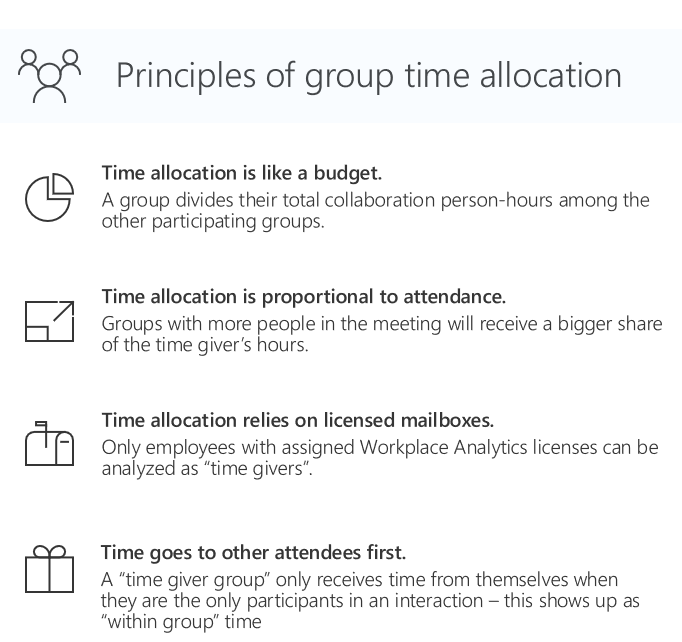 Principles of group time allocation
Time allocation is like a budget.
A group divides their total collaboration person-hours among the
other participating groups.
Time allocation is proportional to attendance.
Groups with more people in the meeting will receive a bigger share
of the time giver’s hours.
Time allocation relies on licensed mailboxes.
Only employees with assigned Workplace Analytics licenses can be
analyzed as “time givers”.
Time goes to other attendees first.
A “time giver group” only receives time from themselves when
they are the only participants in an interaction – this shows up as
“within group” time